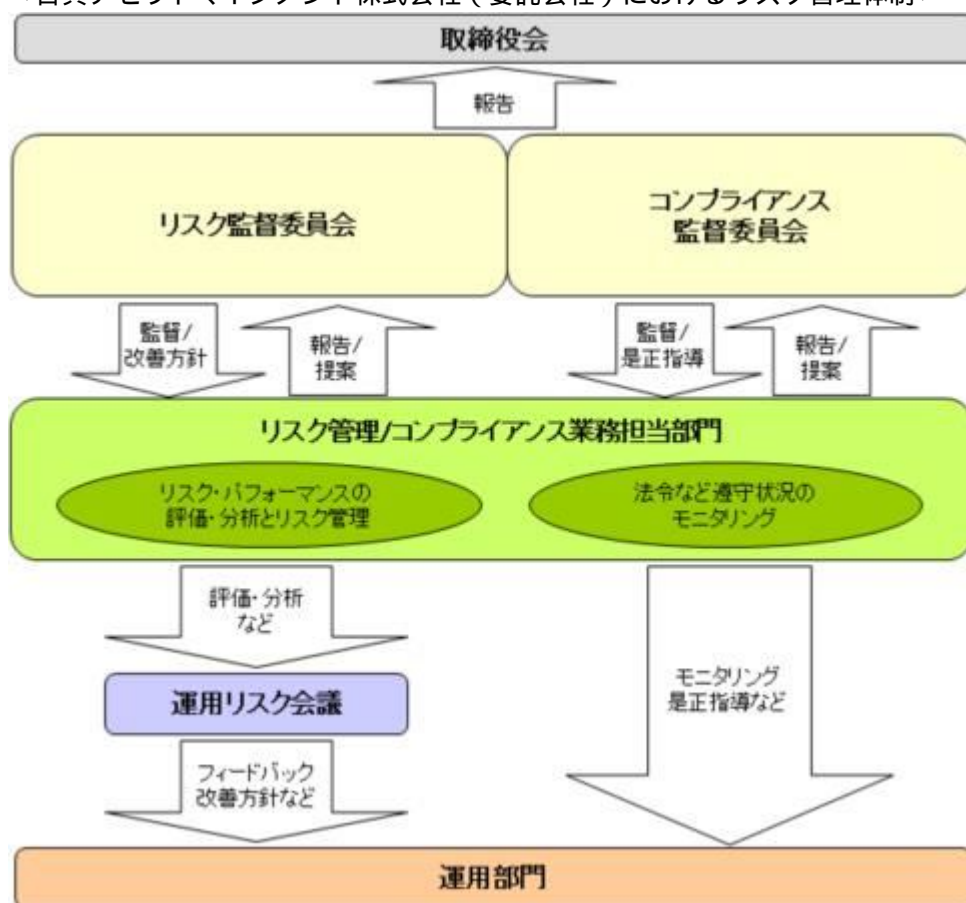 取締役会
報告
リスク監督委員会
コンプライアンス
監督委員会
監督/
改善方針
報告/
提案
監督/
是正指導
報告/
提案
リスク管理/コンプライアンス業務担当部門
リスク・パフォーマンスの
評価・分析とリスク管理
法令など遵守状況の
モニタリング
評価・分析
など
運用リスク会議
モニタリング
是正指導など
フィードバック
改善方針など
運用部門